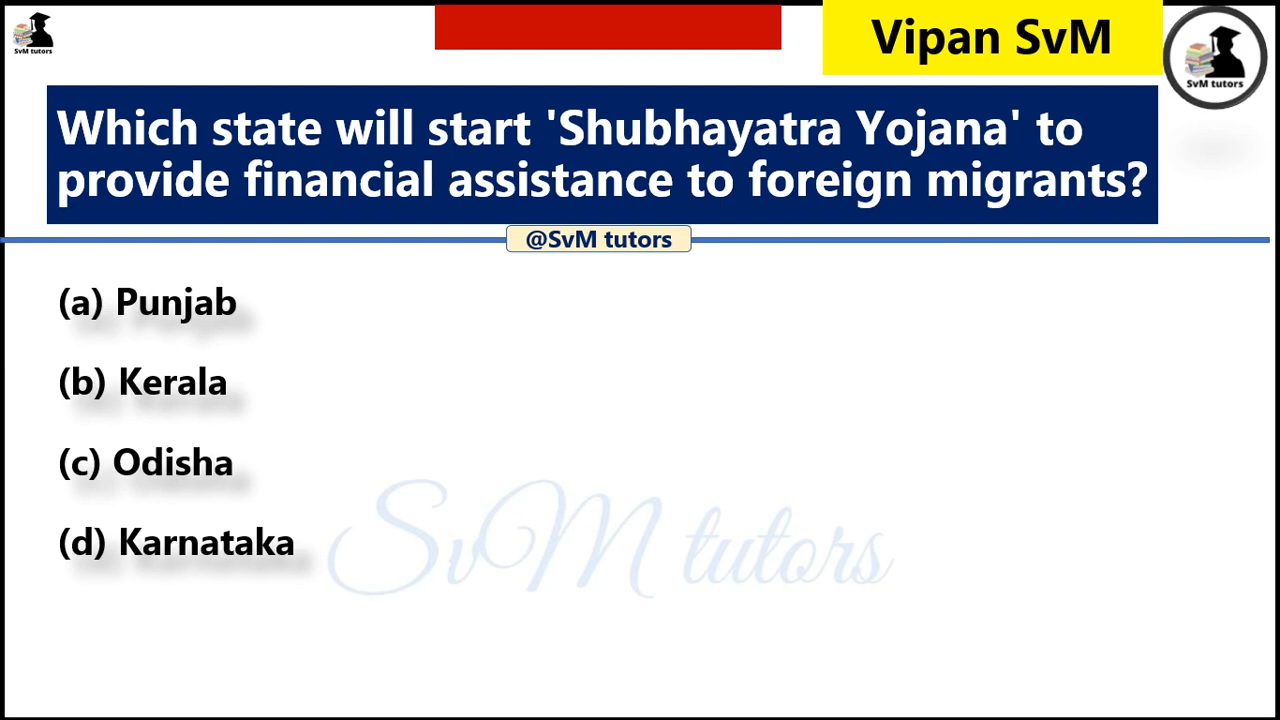 SvM tutors
Vipan SvM
SvM tutors
Which state will start 'Shubhayatra Yojana' to
provide financial assistance to foreign migrants?
@SvM tutors
(a) Punjab
(b) Kerala
(c) Odisha
(d) Karnataka
SvM tutors